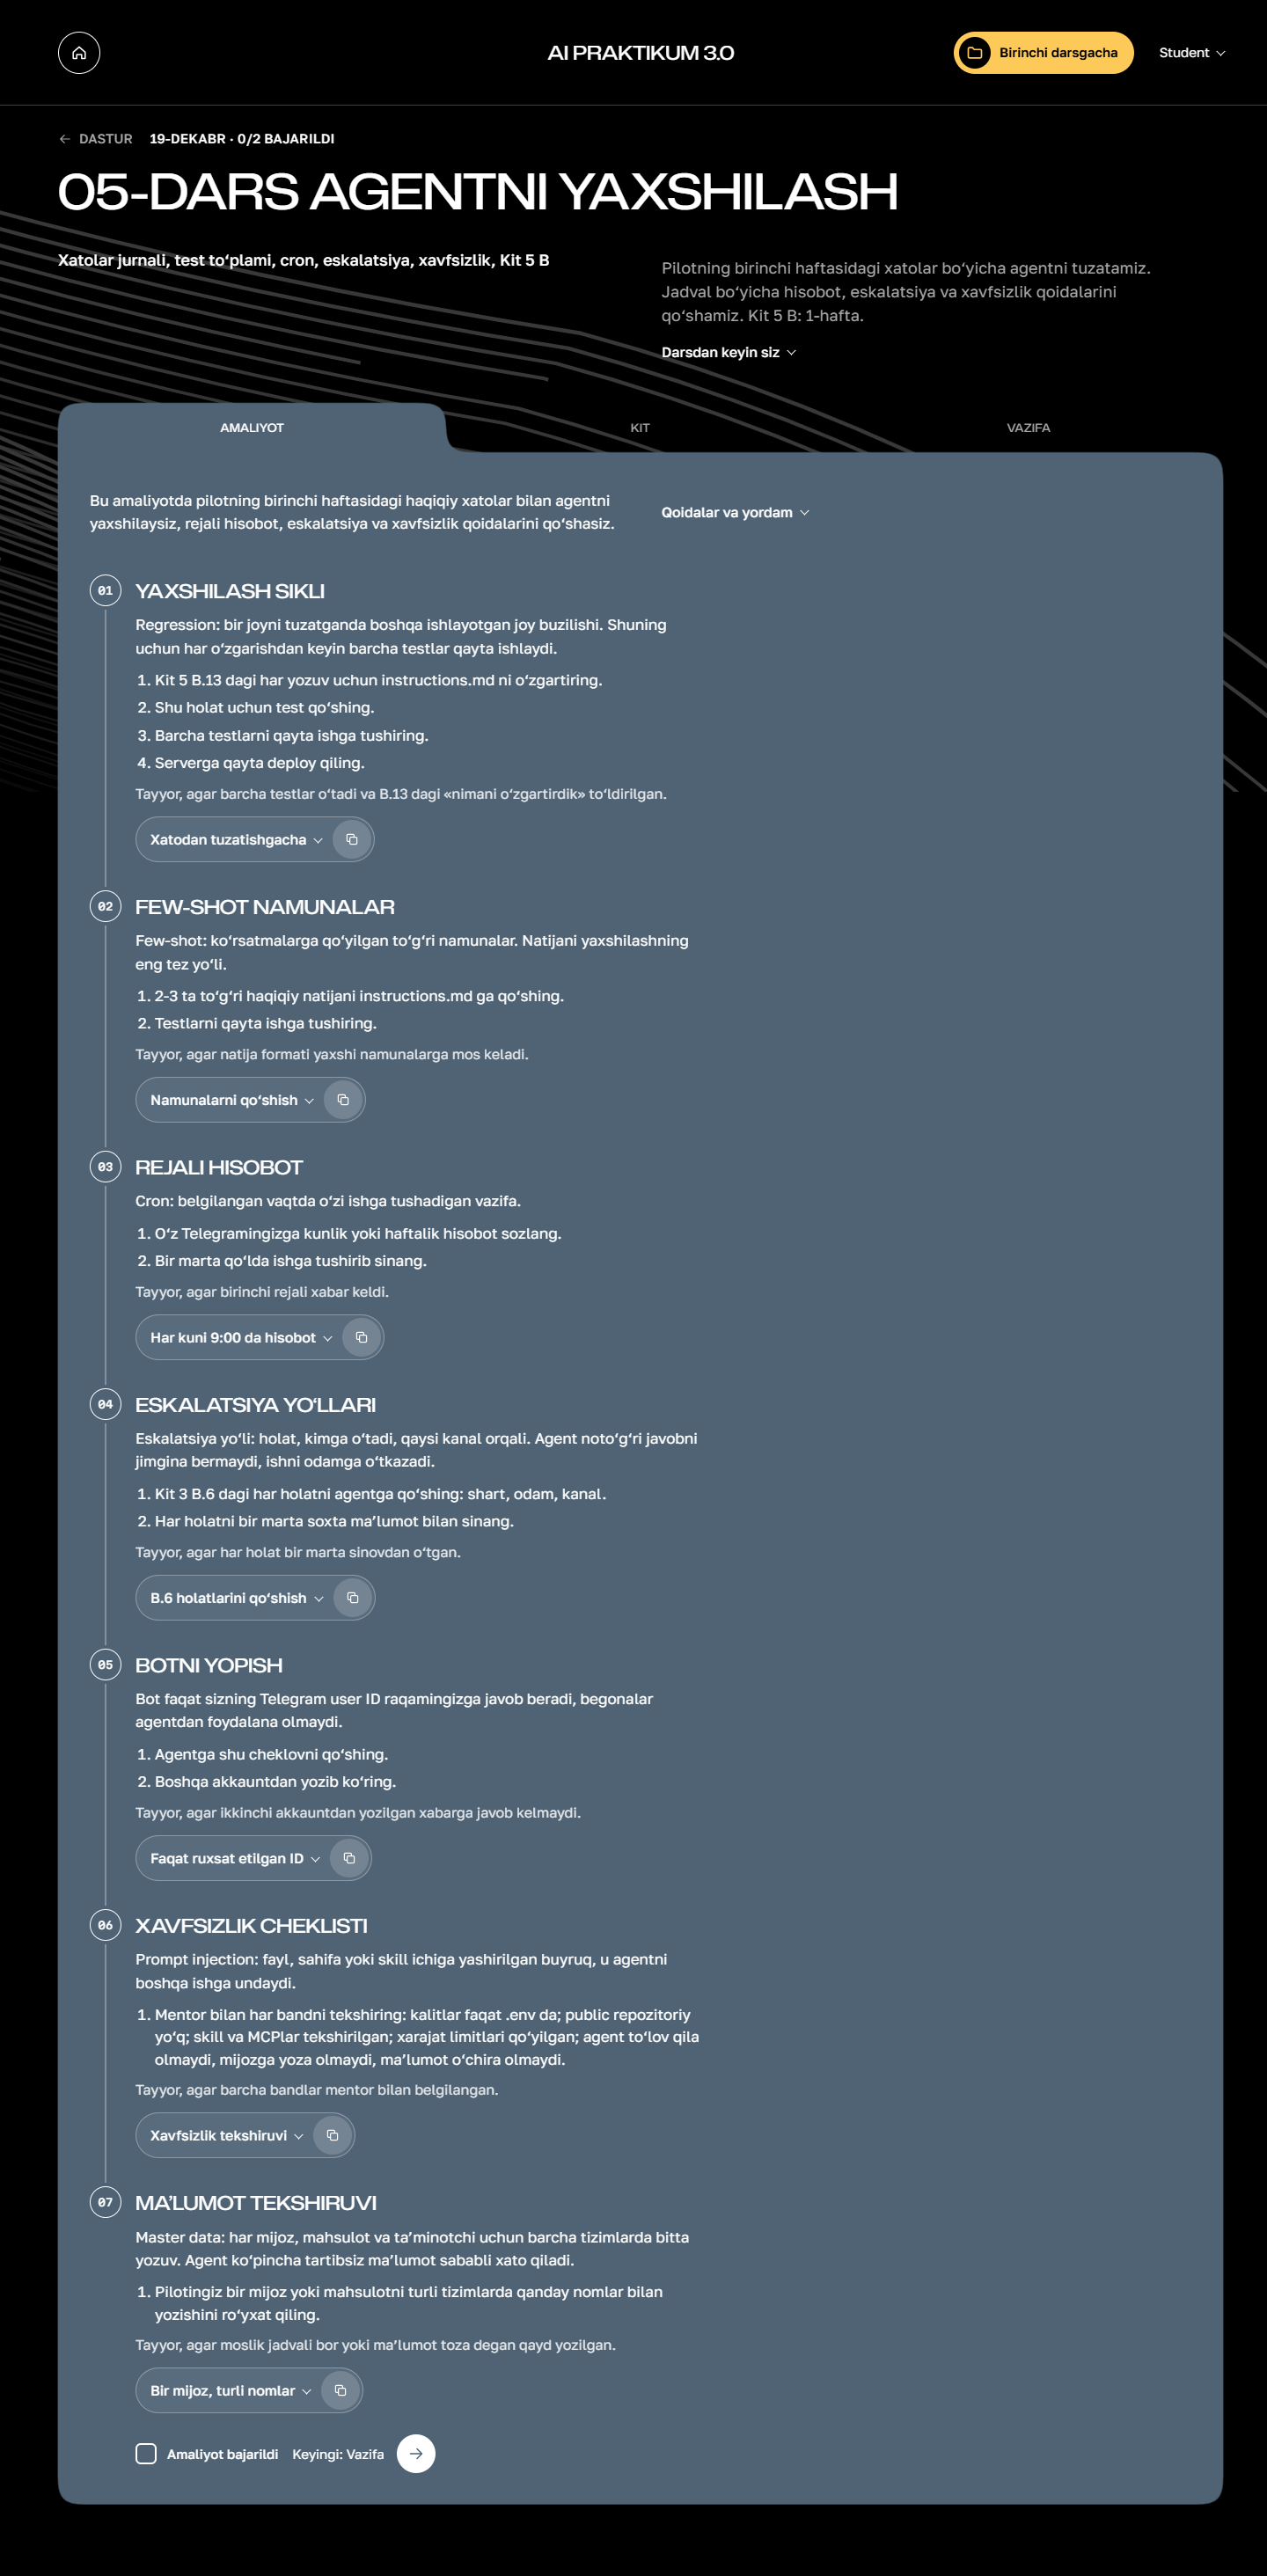 AI PRAKTIKUM 3.0
Birinchi darsgacha
Student
DASTUR
19-DEKABR · 0/2 BAJARILDI
05-DARS AGENTNI YAXSHILASH
Xatolar jurnali, test to‘plami, cron, eskalatsiya, xavfsizlik, Kit 5 B
Pilotning birinchi haftasidagi xatolar bo‘yicha agentni tuzatamiz.
Jadval bo‘yicha hisobot, eskalatsiya va xavfsizlik qoidalarini
qo‘shamiz. Kit 5 B: 1-hafta.
Darsdan keyin siz
AMALIYOT
KIT
VAZIFA
Bu amaliyotda pilotning birinchi haftasidagi haqiqiy xatolar bilan agentni
yaxshilaysiz, rejali hisobot, eskalatsiya va xavfsizlik qoidalarini qo‘shasiz.
Qoidalar va yordam
01
YAXSHILASH SIKLI
Regression: bir joyni tuzatganda boshqa ishlayotgan joy buzilishi. Shuning
uchun har o‘zgarishdan keyin barcha testlar qayta ishlaydi.
1. Kit 5 B.13 dagi har yozuv uchun instructions.md ni o‘zgartiring.
2. Shu holat uchun test qo‘shing.
3. Barcha testlarni qayta ishga tushiring.
4. Serverga qayta deploy qiling.
Tayyor, agar barcha testlar o‘tadi va B.13 dagi «nimani o‘zgartirdik» to‘ldirilgan.
Xatodan tuzatishgacha
02
FEW-SHOT NAMUNALAR
Few-shot: ko‘rsatmalarga qo‘yilgan to‘g‘ri namunalar. Natijani yaxshilashning
eng tez yo‘li.
1. 2-3 ta to‘g‘ri haqiqiy natijani instructions.md ga qo‘shing.
2. Testlarni qayta ishga tushiring.
Tayyor, agar natija formati yaxshi namunalarga mos keladi.
Namunalarni qo‘shish
03
REJALI HISOBOT
Cron: belgilangan vaqtda o‘zi ishga tushadigan vazifa.
1. O‘z Telegramingizga kunlik yoki haftalik hisobot sozlang.
2. Bir marta qo‘lda ishga tushirib sinang.
Tayyor, agar birinchi rejali xabar keldi.
Har kuni 9:00 da hisobot
04
ESKALATSIYA YO‘LLARI
Eskalatsiya yo‘li: holat, kimga o‘tadi, qaysi kanal orqali. Agent noto‘g‘ri javobni
jimgina bermaydi, ishni odamga o‘tkazadi.
1. Kit 3 B.6 dagi har holatni agentga qo‘shing: shart, odam, kanal.
2. Har holatni bir marta soxta ma’lumot bilan sinang.
Tayyor, agar har holat bir marta sinovdan o‘tgan.
B.6 holatlarini qo‘shish
05
BOTNI YOPISH
Bot faqat sizning Telegram user ID raqamingizga javob beradi, begonalar
agentdan foydalana olmaydi.
1. Agentga shu cheklovni qo‘shing.
2. Boshqa akkauntdan yozib ko‘ring.
Tayyor, agar ikkinchi akkauntdan yozilgan xabarga javob kelmaydi.
Faqat ruxsat etilgan ID
06
XAVFSIZLIK CHEKLISTI
Prompt injection: fayl, sahifa yoki skill ichiga yashirilgan buyruq, u agentni
boshqa ishga undaydi.
1. Mentor bilan har bandni tekshiring: kalitlar faqat .env da; public repozitoriy
yo‘q; skill va MCPlar tekshirilgan; xarajat limitlari qo‘yilgan; agent to‘lov qila
olmaydi, mijozga yoza olmaydi, ma’lumot o‘chira olmaydi.
Tayyor, agar barcha bandlar mentor bilan belgilangan.
Xavfsizlik tekshiruvi
07
MA’LUMOT TEKSHIRUVI
Master data: har mijoz, mahsulot va ta’minotchi uchun barcha tizimlarda bitta
yozuv. Agent ko‘pincha tartibsiz ma’lumot sababli xato qiladi.
1. Pilotingiz bir mijoz yoki mahsulotni turli tizimlarda qanday nomlar bilan
yozishini ro‘yxat qiling.
Tayyor, agar moslik jadvali bor yoki ma’lumot toza degan qayd yozilgan.
Bir mijoz, turli nomlar
Amaliyot bajarildi
Keyingi: Vazifa